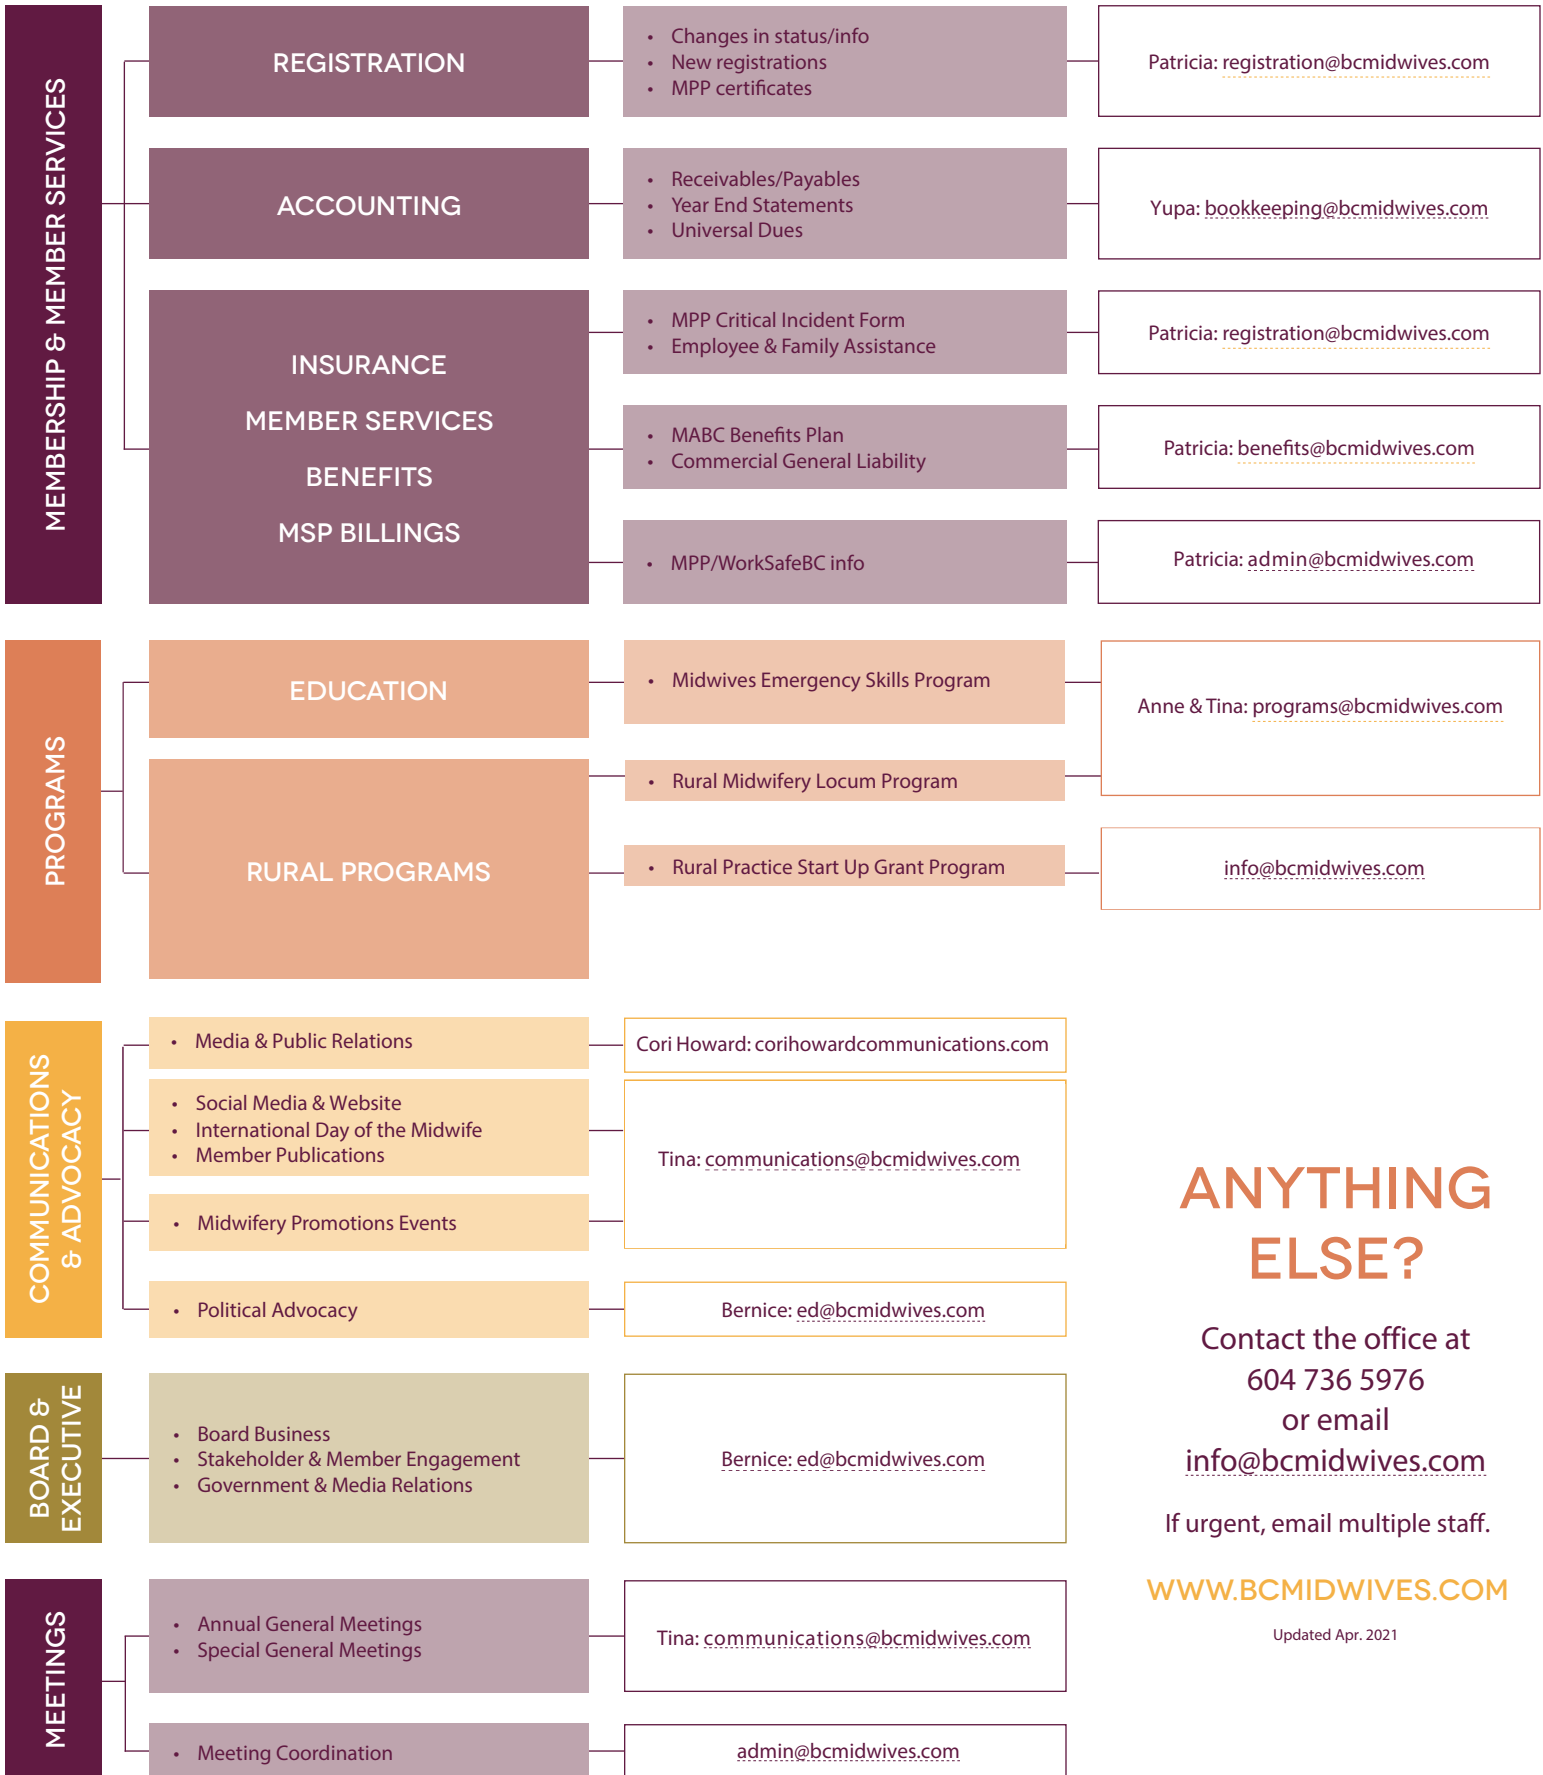 MEMBERSHIP & MEMBER SERVICES
REGISTRATION
• Changes in status/info
• New registrations
• MPP certificates
Patricia: registration@bcmidwives.com
ACCOUNTING
• Receivables/Payables
• Year End Statements
• Universal Dues
Yupa: bookkeeping@bcmidwives.com
INSURANCE
MEMBER SERVICES
BENEFITS
MSP BILLINGS
• MPP Critical Incident Form
• Employee & Family Assistance
Patricia: registration@bcmidwives.com
• MABC Benefits Plan
• Commercial General Liability
Patricia: benefits@bcmidwives.com
• MPP/WorkSafeBC info
Patricia: admin@bcmidwives.com
PROGRAMS
EDUCATION
• Midwives Emergency Skills Program
Anne & Tina: programs@bcmidwives.com
RURAL PROGRAMS
• Rural Midwifery Locum Program
• Rural Practice Start Up Grant Program
info@bcmidwives.com
COMMUNICATIONS
& ADVOCACY
• Media & Public Relations
Cori Howard: corihowardcommunications.com
• Social Media & Website
• International Day of the Midwife
• Member Publications
Tina: communications@bcmidwives.com
• Midwifery Promotions Events
• Political Advocacy
Bernice: ed@bcmidwives.com
BOARD &
EXECUTIVE
• Board Business
• Stakeholder & Member Engagement
• Government & Media Relations
Bernice: ed@bcmidwives.com
MEETINGS
• Annual General Meetings
• Special General Meetings
Tina: communications@bcmidwives.com
• Meeting Coordination
admin@bcmidwives.com
ANYTHING
ELSE?
Contact the office at
604 736 5976
or email
info@bcmidwives.com
If urgent, email multiple staff.
WWW.BCMIDWIVES.COM
Updated Apr. 2021